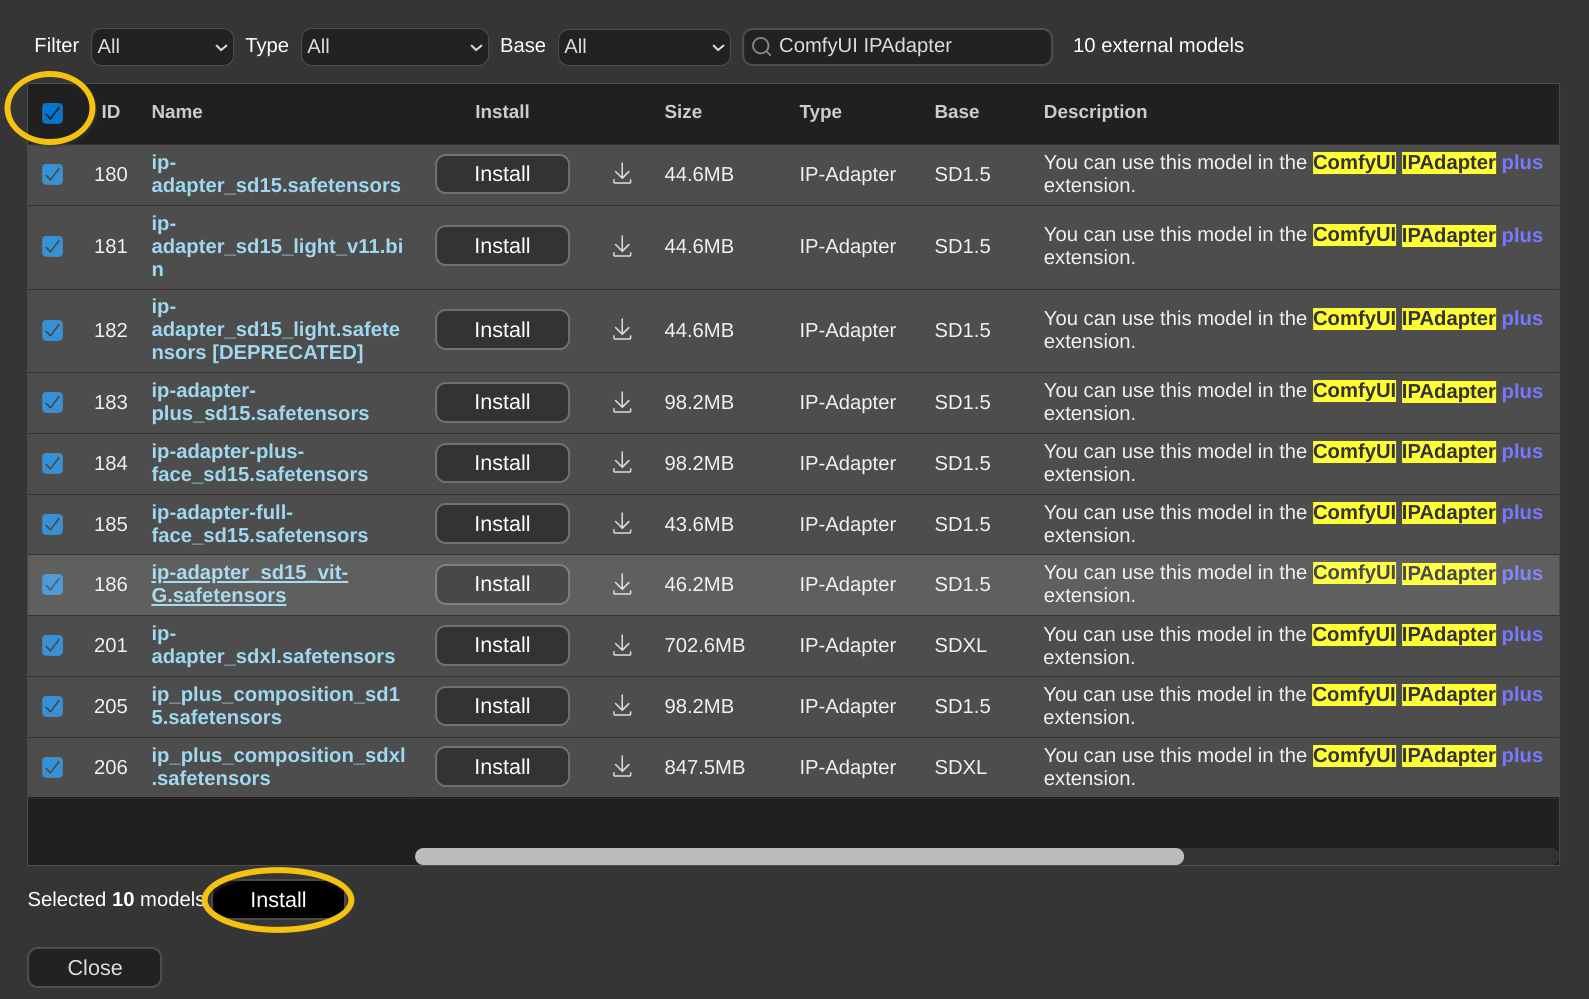 Filter All Type All Base All ComfyUI IPAdapter 10 external models
ID Name Install Size Type Base Description
180 ip-adapter_sd15.safetensors Install 44.6MB IP-Adapter SD1.5 You can use this model in the ComfyUI IPAdapter plus extension.
181 ip-adapter_sd15_light_v11.bin Install 44.6MB IP-Adapter SD1.5 You can use this model in the ComfyUI IPAdapter plus extension.
182 ip-adapter_sd15_light.safetensors [DEPRECATED] Install 44.6MB IP-Adapter SD1.5 You can use this model in the ComfyUI IPAdapter plus extension.
183 ip-adapter-plus_sd15.safetensors Install 98.2MB IP-Adapter SD1.5 You can use this model in the ComfyUI IPAdapter plus extension.
184 ip-adapter-plus-face_sd15.safetensors Install 98.2MB IP-Adapter SD1.5 You can use this model in the ComfyUI IPAdapter plus extension.
185 ip-adapter-full-face_sd15.safetensors Install 43.6MB IP-Adapter SD1.5 You can use this model in the ComfyUI IPAdapter plus extension.
186 ip-adapter_sd15_vit-G.safetensors Install 46.2MB IP-Adapter SD1.5 You can use this model in the ComfyUI IPAdapter plus extension.
201 ip-adapter_sdxl.safetensors Install 702.6MB IP-Adapter SDXL You can use this model in the ComfyUI IPAdapter plus extension.
205 ip_plus_composition_sd15.safetensors Install 98.2MB IP-Adapter SD1.5 You can use this model in the ComfyUI IPAdapter plus extension.
206 ip_plus_composition_sdxl.safetensors Install 847.5MB IP-Adapter SDXL You can use this model in the ComfyUI IPAdapter plus extension.
Selected 10 models Install
Close